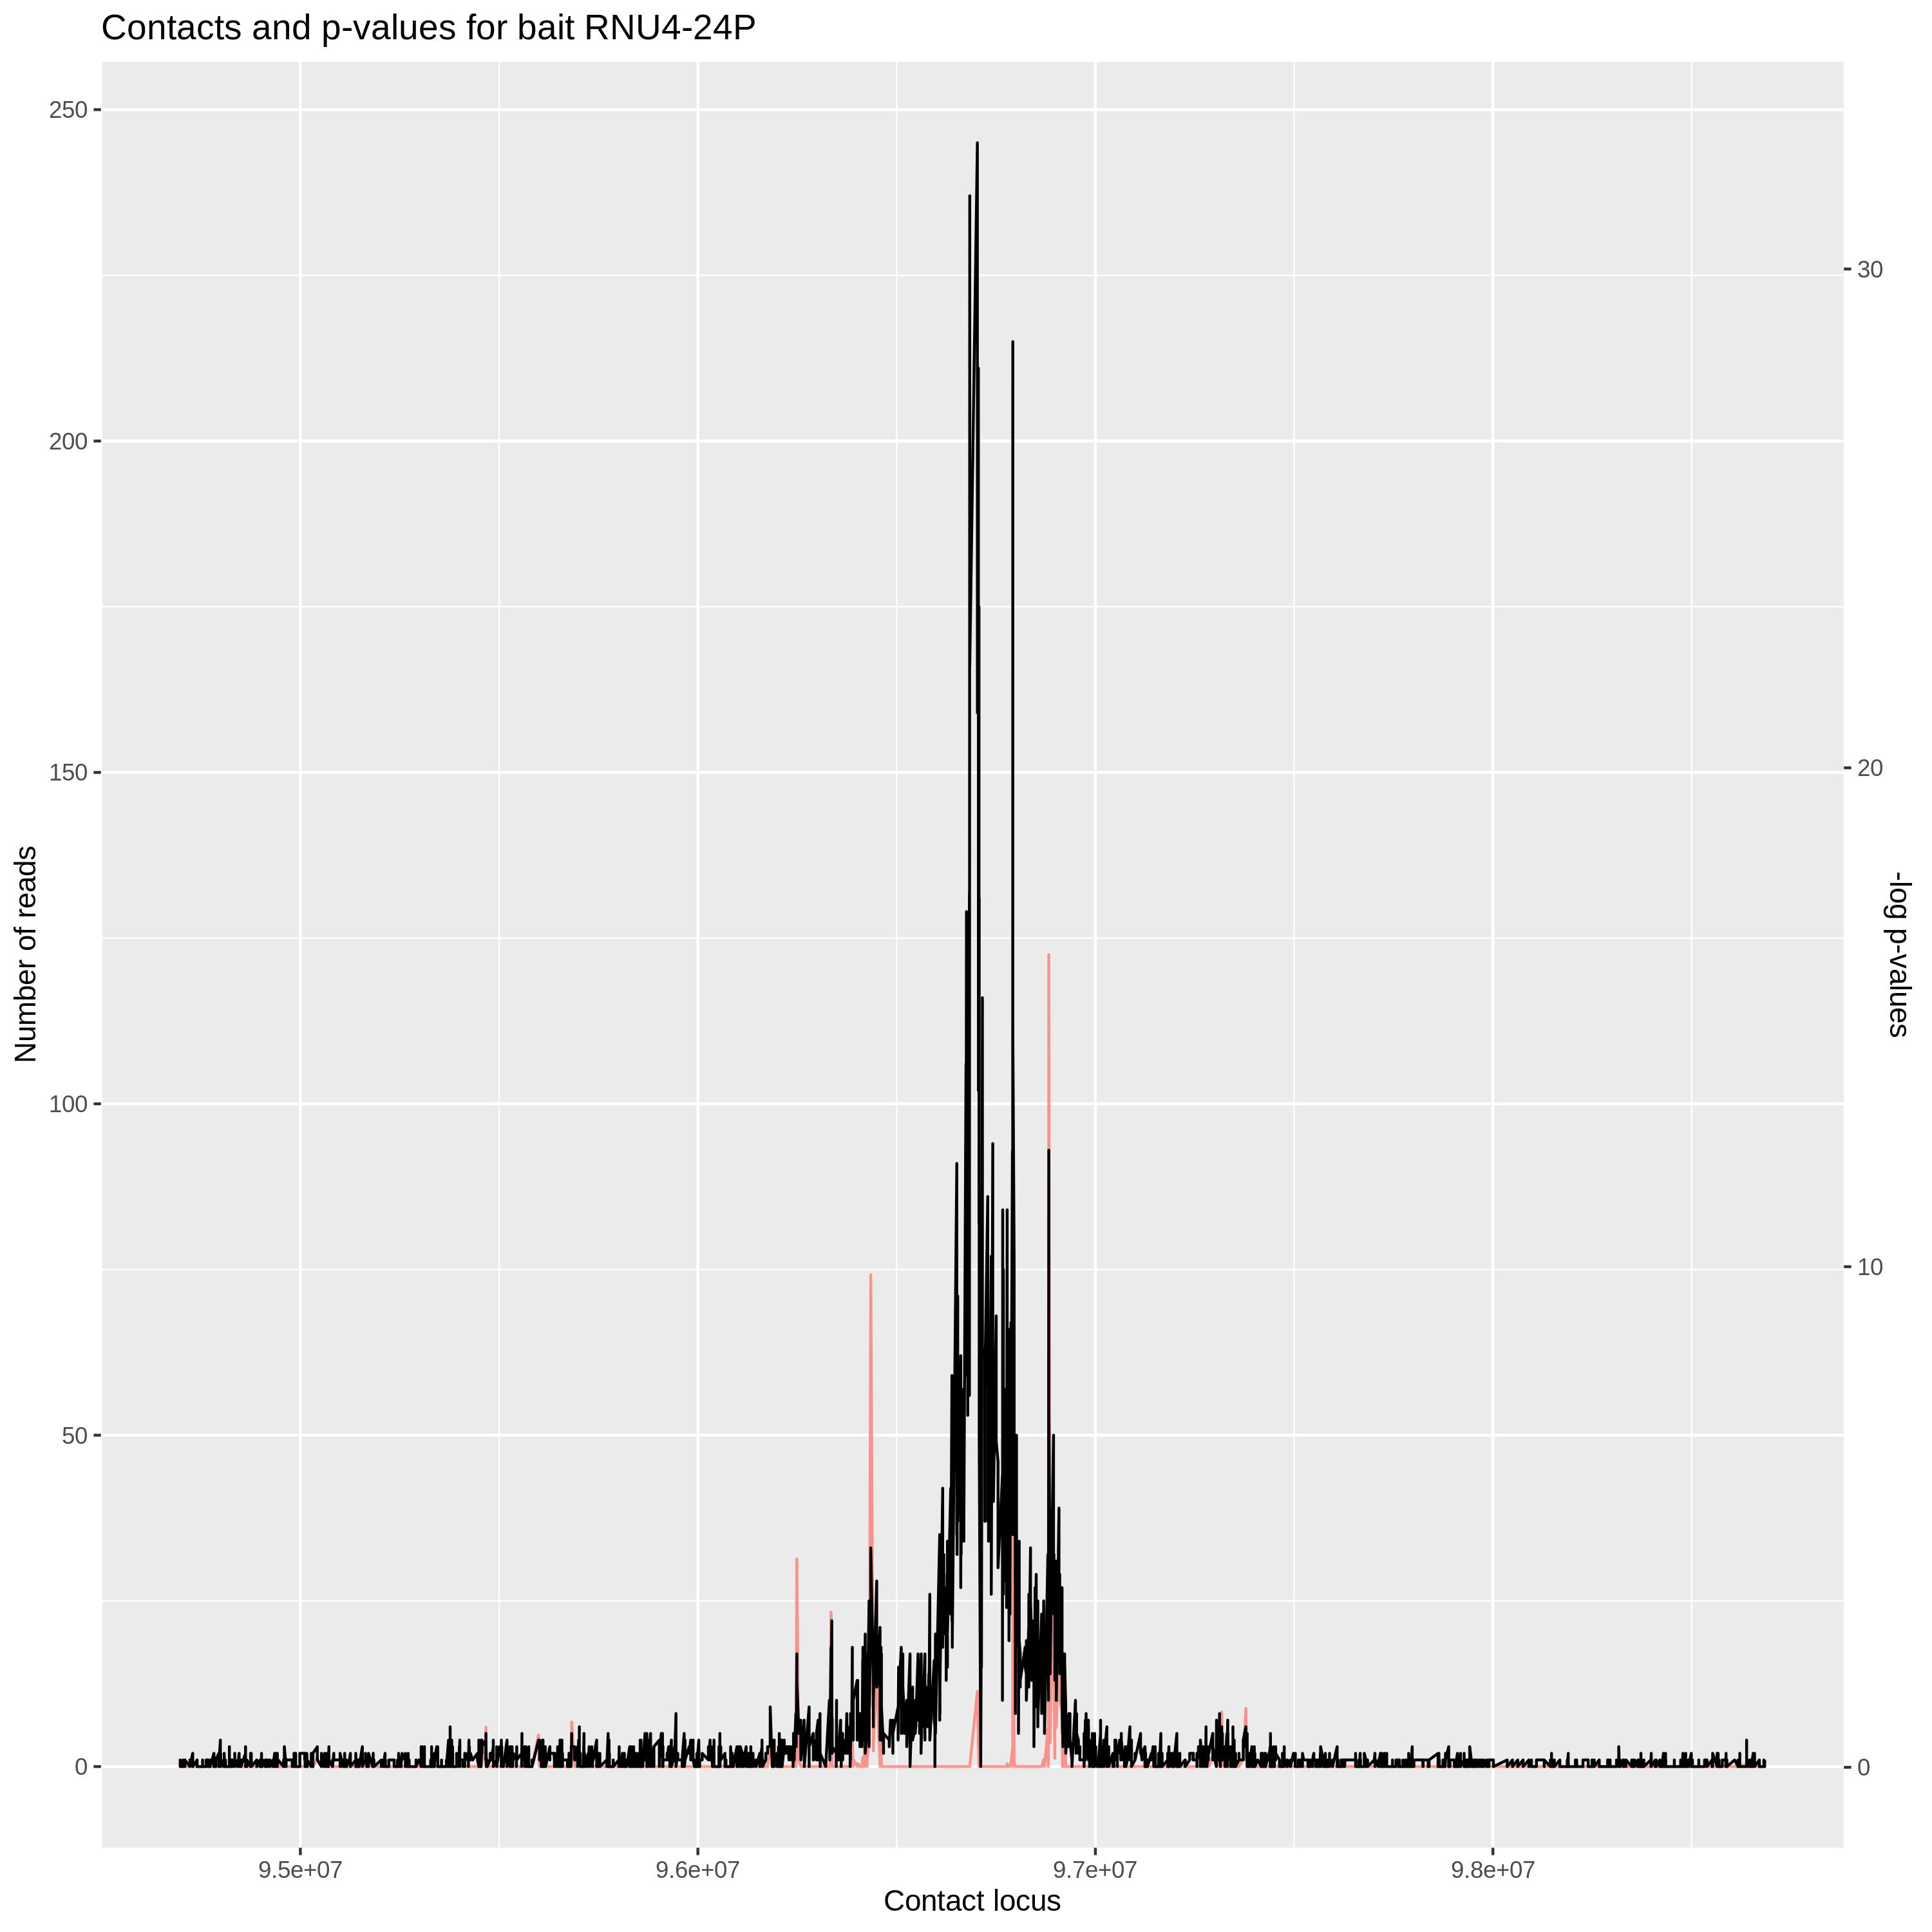 Contacts and p-values for bait RNU4-24P
250
200
150
100
50
0
Number of reads
30
20
10
0
-log p-values
9.5e+07
9.6e+07
9.7e+07
9.8e+07
Contact locus